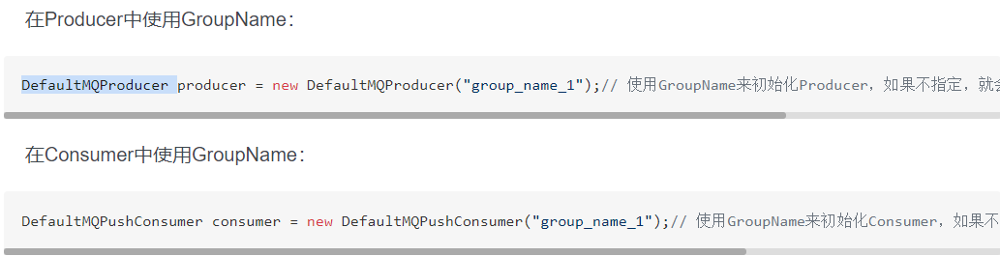 在Producer中使用GroupName：
DefaultMQProducer producer = new DefaultMQProducer("group_name_1");// 使用GroupName来初始化Producer，如果不指定，就会
在Consumer中使用GroupName：
DefaultMQPushConsumer consumer = new DefaultMQPushConsumer("group_name_1");// 使用GroupName来初始化Consumer，如果不